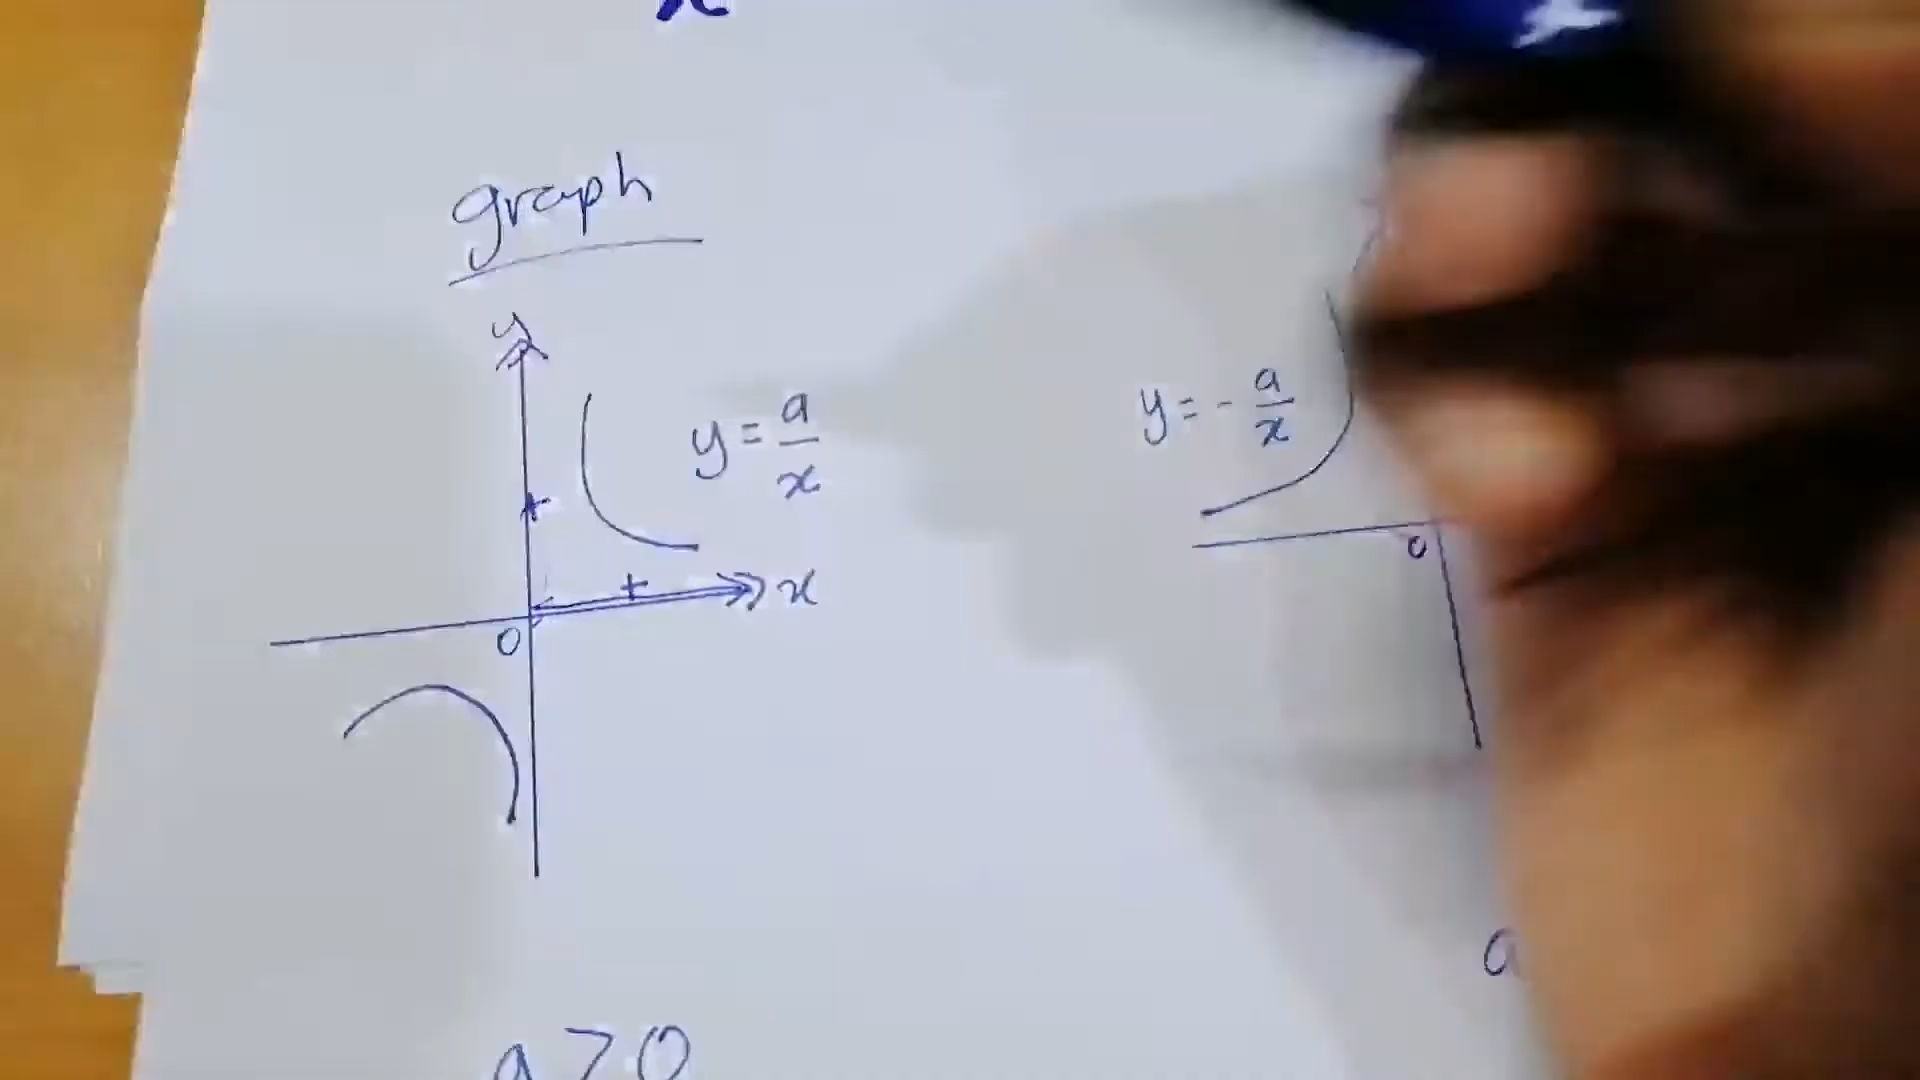 x
graph
y
y = a/x
+
+
x
0
y = - a/x
0
a
a > 0